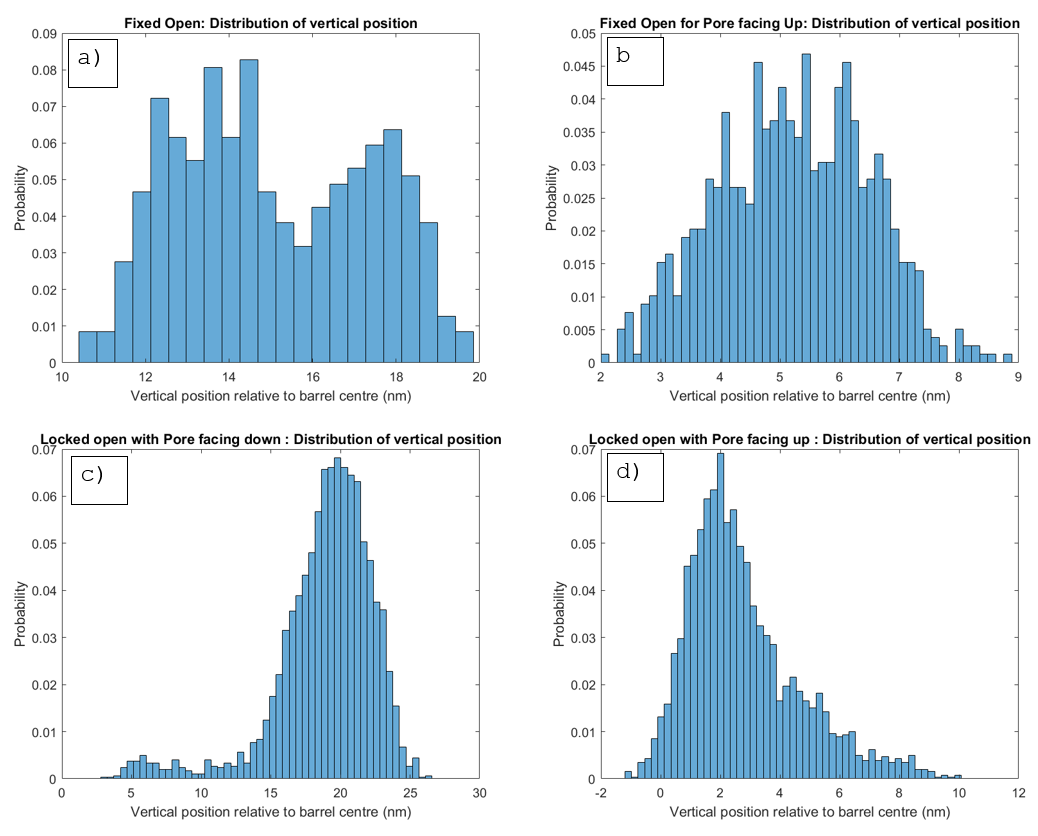 Fixed Open: Distribution of vertical position
a)
0.09
0.08
0.07
0.06
0.05
0.04
0.03
0.02
0.01
0
Probability
10 12 14 16 18 20
Vertical position relative to barrel centre (nm)
Fixed Open for Pore facing Up: Distribution of vertical position
b
0.05
0.045
0.04
0.035
0.03
0.025
0.02
0.015
0.01
0.005
0
Probability
2 3 4 5 6 7 8 9
Vertical position relative to barrel centre (nm)
Locked open with Pore facing down : Distribution of vertical position
c)
0.07
0.06
0.05
0.04
0.03
0.02
0.01
0
Probability
0 5 10 15 20 25 30
Vertical position relative to barrel centre (nm)
Locked open with Pore facing up : Distribution of vertical position
d)
0.07
0.06
0.05
0.04
0.03
0.02
0.01
0
Probability
-2 0 2 4 6 8 10 12
Vertical position relative to barrel centre (nm)